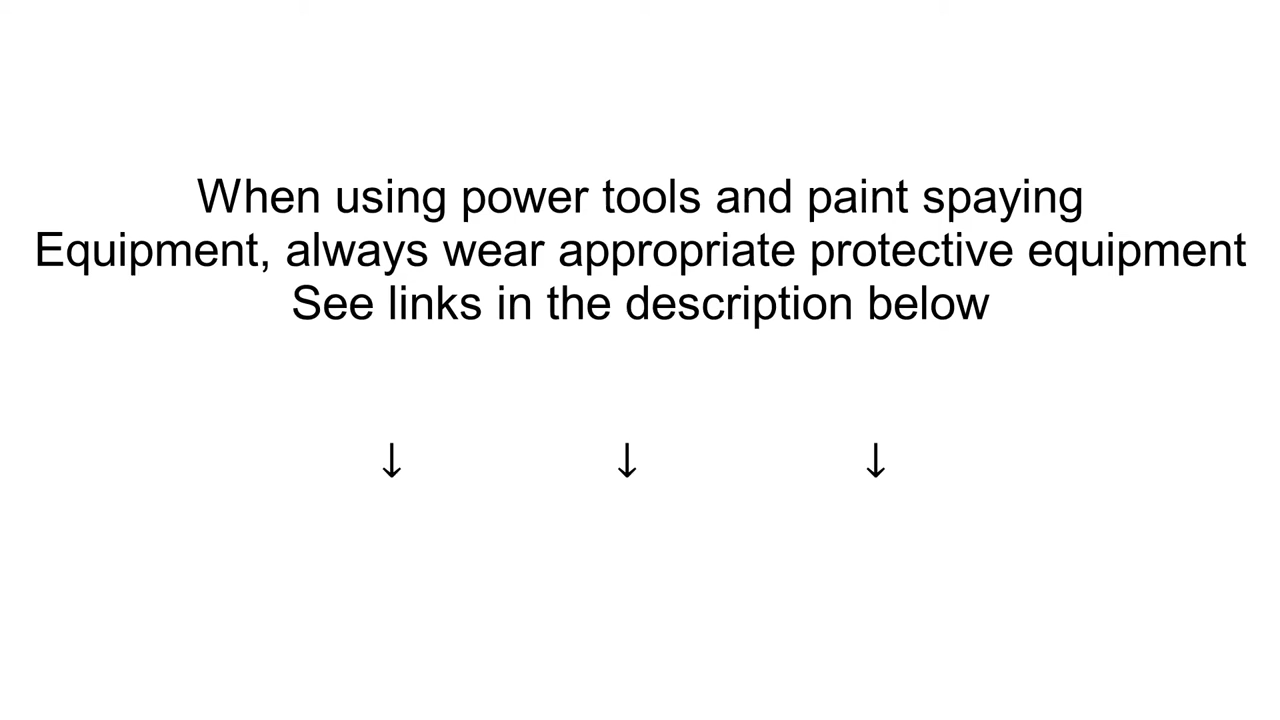 When using power tools and paint spaying
Equipment, always wear appropriate protective equipment
See links in the description below
↓ ↓ ↓